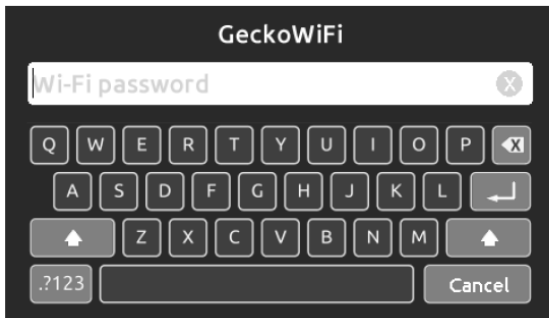 GeckoWiFi
Wi-Fi password X
Q W E R T Y U I O P X
A S D F G H J K L
Z X C V B N M
.?123 Cancel